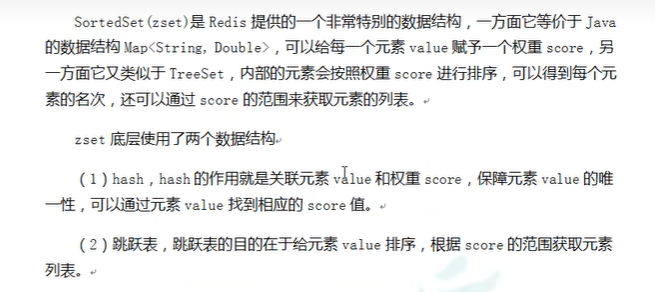 SortedSet(zset)是 Redis 提供的一个非常特别的数据结构，一方面它等价于 Java
的数据结构 Map<String, Double>，可以给每一个元素 value 赋予一个权重 score，另
一方面它又类似于 TreeSet，内部的元素会按照权重 score 进行排序，可以得到每个元
素的名次，还可以通过 score 的范围来获取元素的列表。
zset 底层使用了两个数据结构
（1）hash，hash 的作用就是关联元素 value 和权重 score，保障元素 value 的唯
一性，可以通过元素 value 找到相应的 score 值。
（2）跳跃表，跳跃表的目的在于给元素 value 排序，根据 score 的范围获取元素
列表。